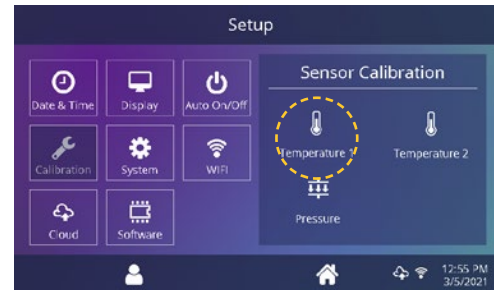 Setup
Date & Time
Display
Auto On/Off
Calibration
System
WIFI
Cloud
Software
Sensor Calibration
Temperature 1
Temperature 2
Pressure
12:55 PM
3/5/2021